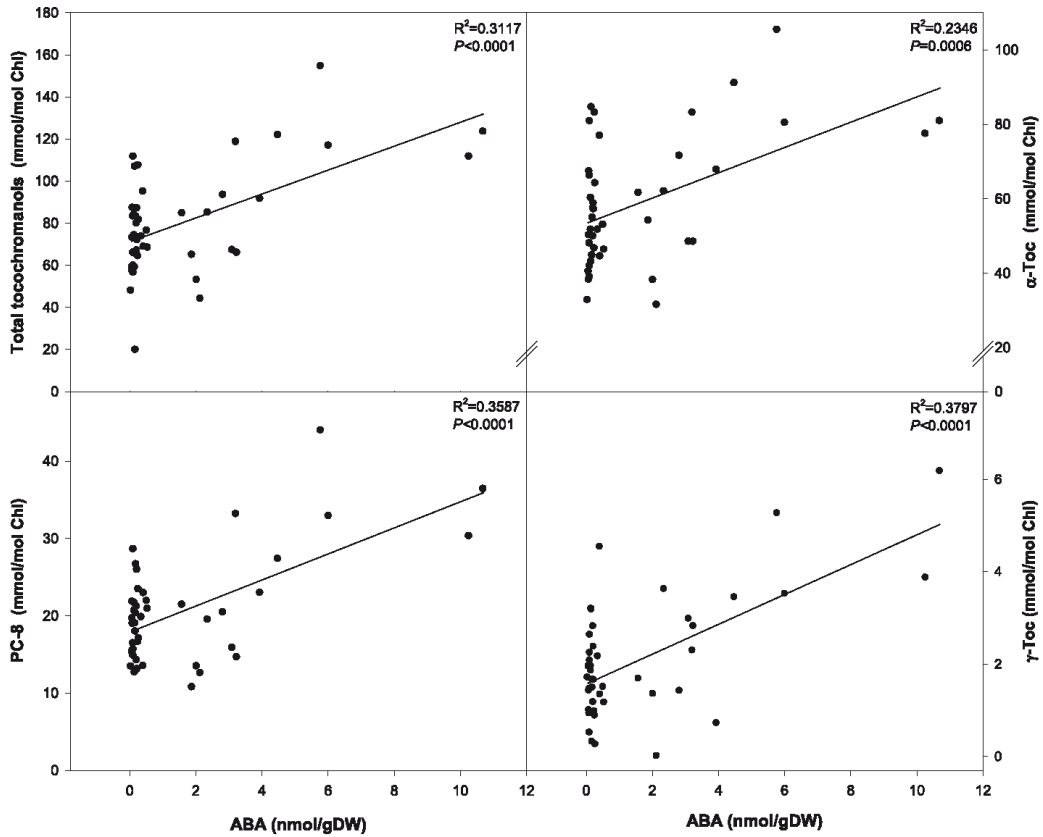 180
160
140
120
100
80
60
40
20
0
Total tocochromanols (mmol/mol Chl)
R²=0.3117
P<0.0001
R²=0.2346
P=0.0006
100
80
60
40
20
0
α-Toc (mmol/mol Chl)
40
30
20
10
0
PC-8 (mmol/mol Chl)
R²=0.3587
P<0.0001
R²=0.3797
P<0.0001
6
4
2
0
γ-Toc (mmol/mol Chl)
0 2 4 6 8 10 12
0 2 4 6 8 10 12
ABA (nmol/gDW)
ABA (nmol/gDW)